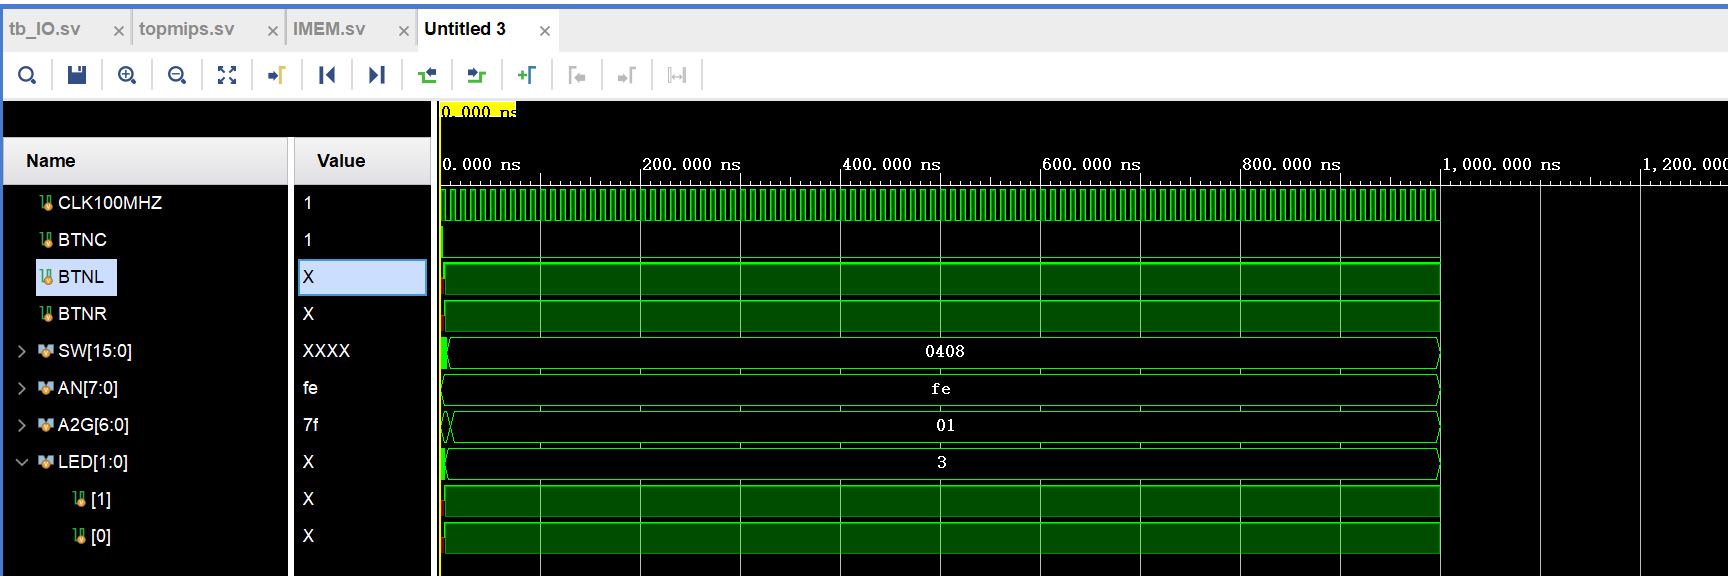 tb_IO.sv × topmips.sv × IMEM.sv × Untitled 3 ×
0.000 ns
Name Value
0.000 ns 200.000 ns 400.000 ns 600.000 ns 800.000 ns 1,000.000 ns 1,200.000
CLK100MHZ 1
BTNC 1
BTNL X
BTNR X
SW[15:0] XXXX 0408
AN[7:0] fe fe
A2G[6:0] 7f 01
LED[1:0] X 3
[1] X
[0] X